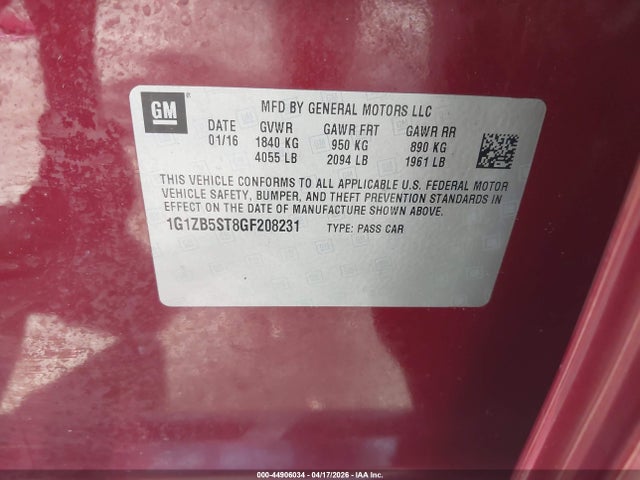 GM
MFD BY GENERAL MOTORS LLC
DATE GVWR GAWR FRT GAWR RR
01/16 1840 KG 950 KG 890 KG
4055 LB 2094 LB 1961 LB
THIS VEHICLE CONFORMS TO ALL APPLICABLE U.S. FEDERAL MOTOR
VEHICLE SAFETY, BUMPER, AND THEFT PREVENTION STANDARDS IN
EFFECT ON THE DATE OF MANUFACTURE SHOWN ABOVE.
1G1ZB5ST8GF208231 TYPE: PASS CAR
000-44906034 - 04/17/2026 - IAA Inc.